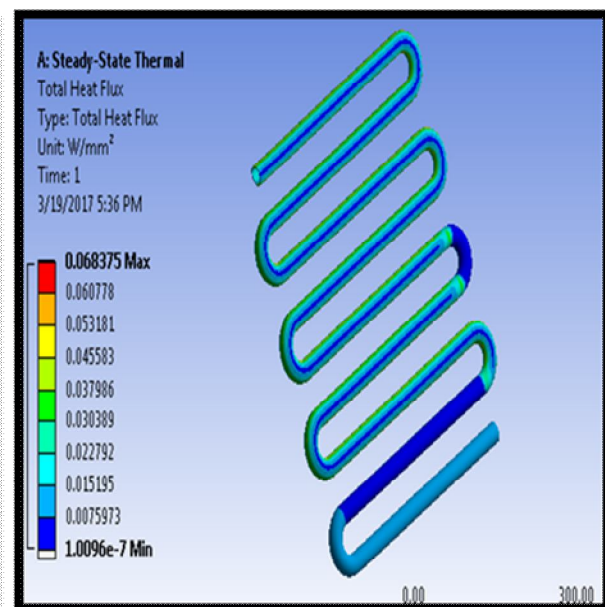 A: Steady-State Thermal
Total Heat Flux
Type: Total Heat Flux
Unit: W/mm²
Time: 1
3/19/2017 5:36 PM
0.068375 Max
0.060778
0.053181
0.045583
0.037986
0.030389
0.022792
0.015195
0.0075973
1.0096e-7 Min
0.00 300.00